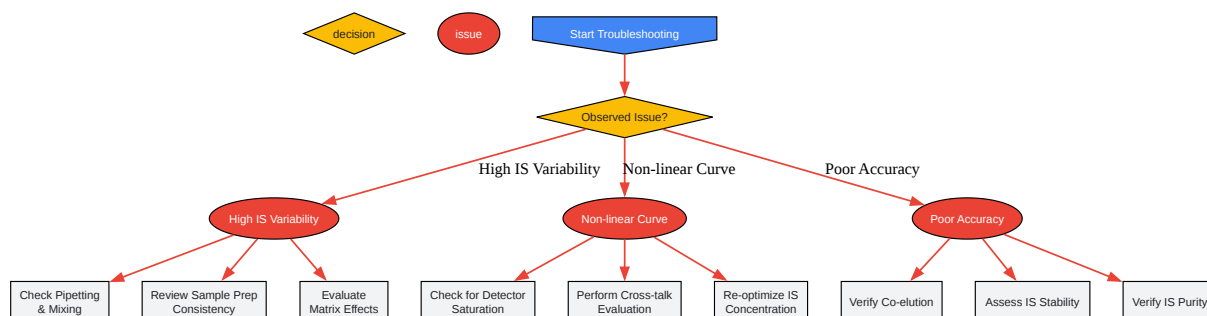 decision
issue
Start Troubleshooting
Observed Issue?
High IS Variability
Non-linear Curve
Poor Accuracy
High IS Variability
Non-linear Curve
Poor Accuracy
Check Pipetting
& Mixing
Review Sample Prep
Consistency
Evaluate
Matrix Effects
Check for Detector
Saturation
Perform Cross-talk
Evaluation
Re-optimize IS
Concentration
Verify Co-elution
Assess IS Stability
Verify IS Purity